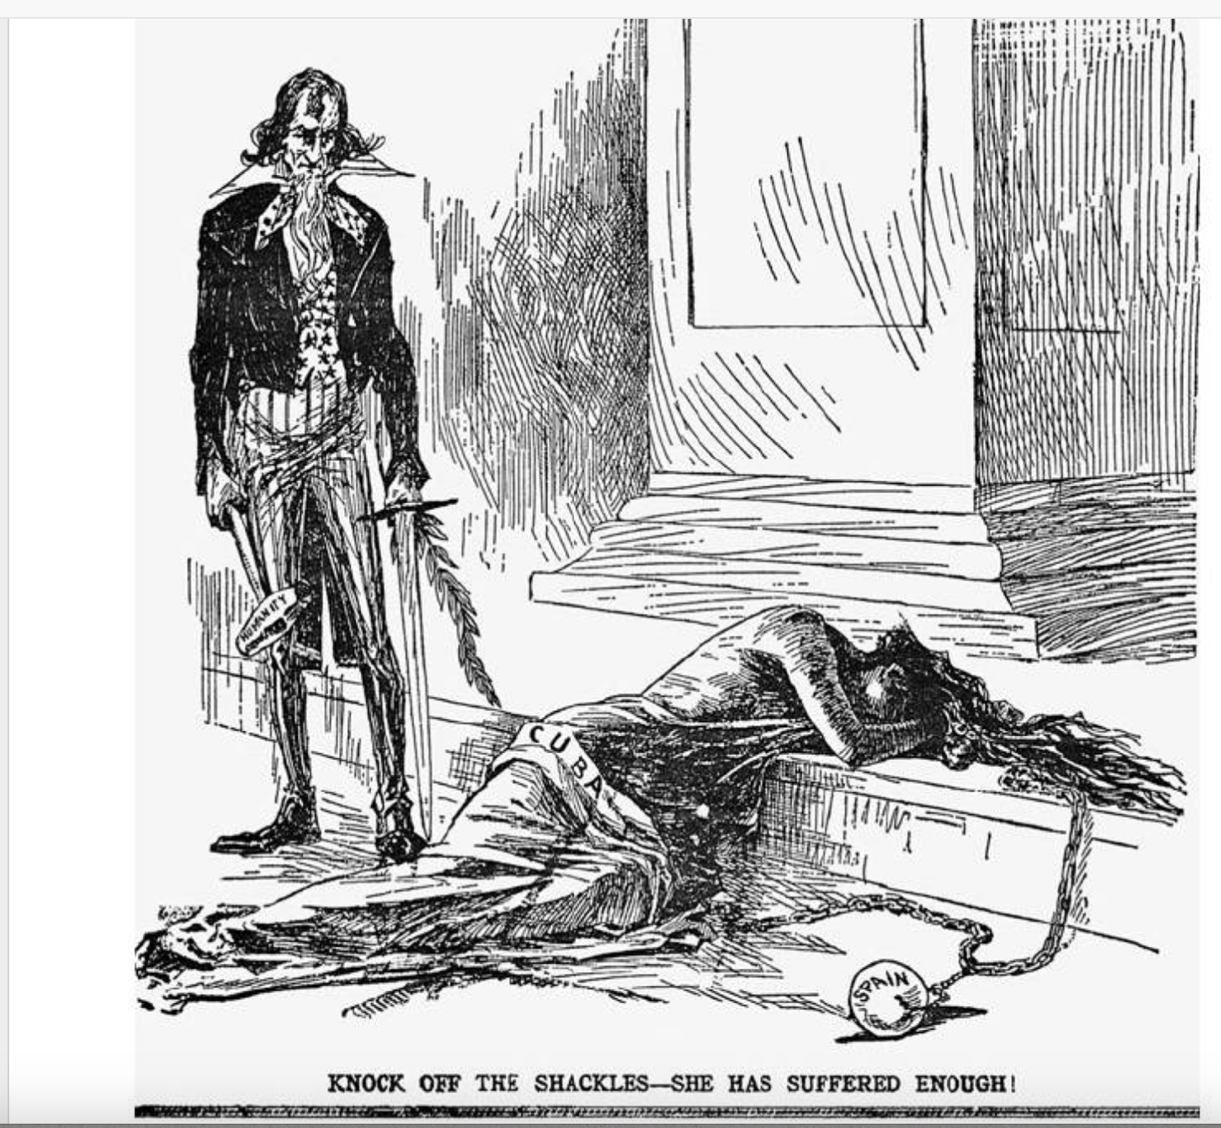 HUMANITY
CUBA
SPAIN
KNOCK OFF THE SHACKLES—SHE HAS SUFFERED ENOUGH!